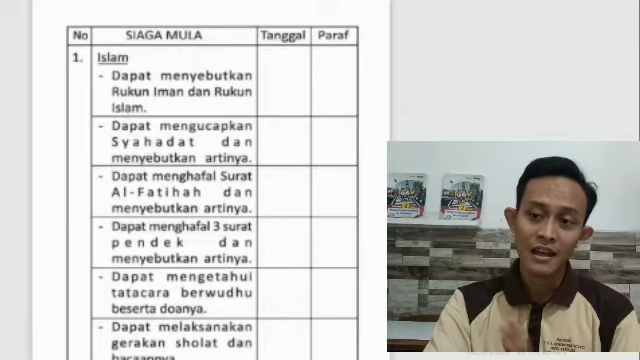 No SIAGA MULA Tanggal Paraf
1. Islam
- Dapat menyebutkan
Rukun Iman dan Rukun
Islam.
- Dapat mengucapkan
Syahadat dan
menyebutkan artinya.
- Dapat menghafal Surat
Al-Fatihah dan
menyebutkan artinya.
- Dapat menghafal 3 surat
pendek dan
menyebutkan artinya.
- Dapat mengetahui
tatacara berwudhu
beserta doanya.
- Dapat melaksanakan
gerakan sholat dan
bacaannya.